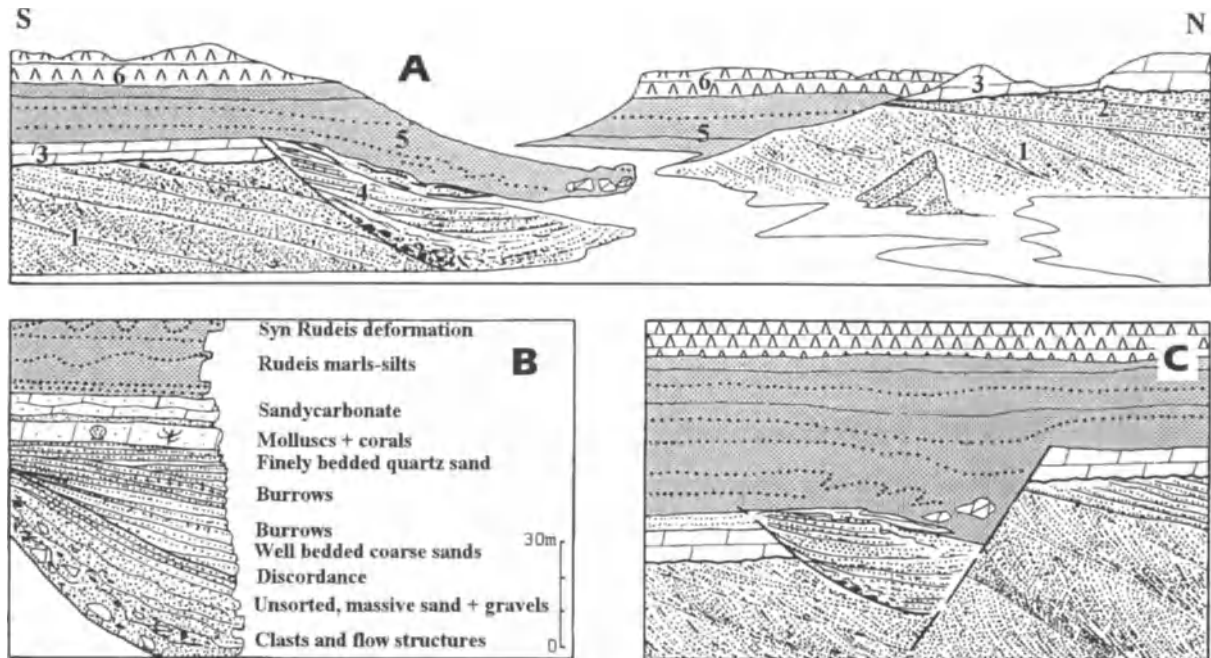 S
N
A
6
6
3
2
5
5
1
3
4
1
Syn Rudeis deformation
B
Rudeis marls-silts
Sandycarbonate
Molluscs + corals
Finely bedded quartz sand
Burrows
Burrows
30m
Well bedded coarse sands
Discordance
Unsorted, massive sand + gravels
Clasts and flow structures
0
C